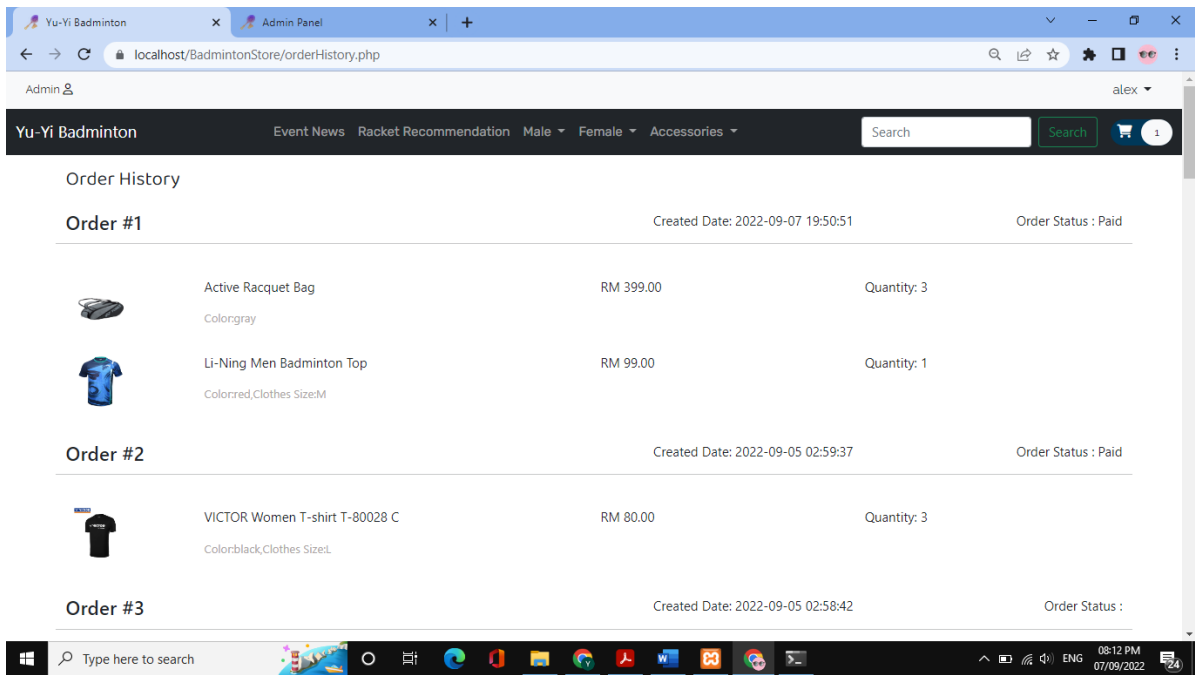 Yu-Yi Badminton
Admin Panel
localhost/BadmintonStore/orderHistory.php
Admin
alex
Yu-Yi Badminton Event News Racket Recommendation Male Female Accessories Search Search 1
Order History
Order #1 Created Date: 2022-09-07 19:50:51 Order Status : Paid
Active Racquet Bag RM 399.00 Quantity: 3
Color:gray
Li-Ning Men Badminton Top RM 99.00 Quantity: 1
Color:red,Clothes Size:M
Order #2 Created Date: 2022-09-05 02:59:37 Order Status : Paid
VICTOR Women T-shirt T-80028 C RM 80.00 Quantity: 3
Color:black,Clothes Size:L
Order #3 Created Date: 2022-09-05 02:58:42 Order Status :
Type here to search
ENG
08:12 PM
07/09/2022
24